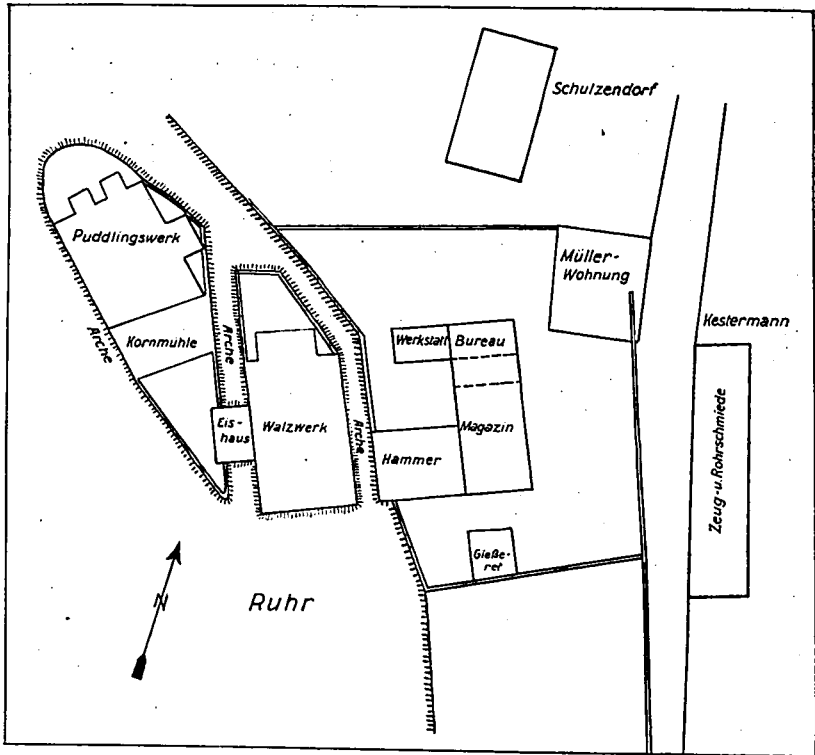 Schulzendorf
Puddlingswerk
Müller-
Wohnung
Kestermann
Arche
Kornmühle
Arche
Werkstatt
Bureau
Eis-
haus
Walzwerk
Arche
Magazin
Hammer
Zeug- u. Rohrschmiede
Gieße-
rei
N
Ruhr